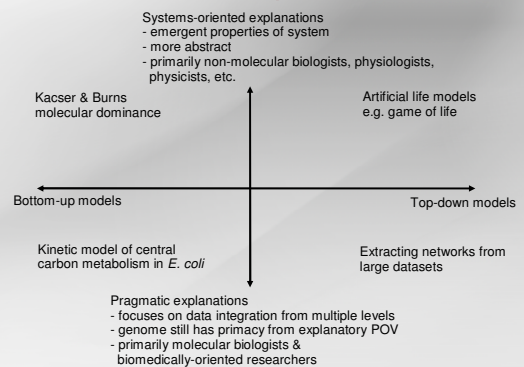 Systems-oriented explanations
- emergent properties of system
- more abstract
- primarily non-molecular biologists, physiologists,
physicists, etc.
Kacser & Burns
molecular dominance
Artificial life models
e.g. game of life
Bottom-up models
Top-down models
Kinetic model of central
carbon metabolism in E. coli
Extracting networks from
large datasets
Pragmatic explanations
- focuses on data integration from multiple levels
- genome still has primacy from explanatory POV
- primarily molecular biologists &
biomedically-oriented researchers